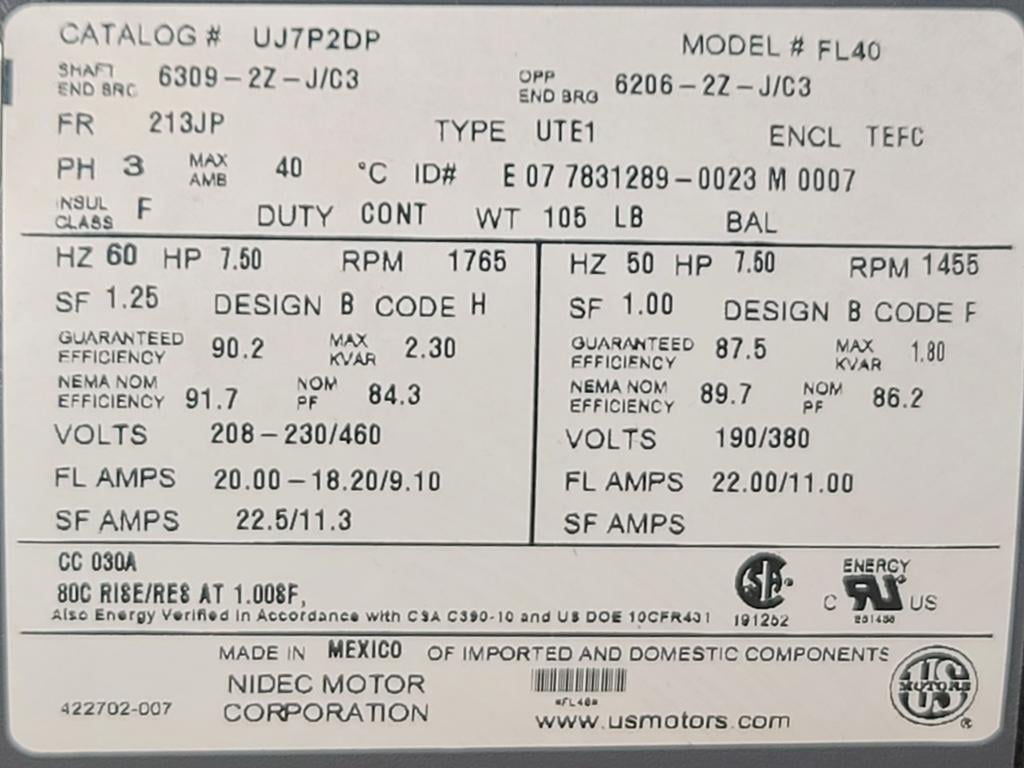 CATALOG # UJ7P2DP MODEL # FL40
SHAFT END BRG 6309-2Z-J/C3 OPP END BRG 6206-2Z-J/C3
FR 213JP TYPE UTE1 ENCL TEFC
PH 3 MAX AMB 40 °C ID# E 07 7831289-0023 M 0007
INSUL CLASS F DUTY CONT WT 105 LB BAL
HZ 60 HP 7.50 RPM 1765
SF 1.25 DESIGN B CODE H
GUARANTEED EFFICIENCY 90.2 MAX KVAR 2.30
NEMA NOM EFFICIENCY 91.7 NOM PF 84.3
VOLTS 208-230/460
FL AMPS 20.00-18.20/9.10
SF AMPS 22.5/11.3
HZ 50 HP 7.50 RPM 1455
SF 1.00 DESIGN B CODE F
GUARANTEED EFFICIENCY 87.5 MAX KVAR 1.80
NEMA NOM EFFICIENCY 89.7 NOM PF 86.2
VOLTS 190/380
FL AMPS 22.00/11.00
SF AMPS
CC 030A
80C RISE/RES AT 1.00SF,
Also Energy Verified In Accordance with CSA C390-10 and US DOE 10CFR431
SA
191252
ENERGY
C RU US
MADE IN MEXICO OF IMPORTED AND DOMESTIC COMPONENTS
NIDEC MOTOR
CORPORATION
422702-007
www.usmotors.com
US
MOTORS
®